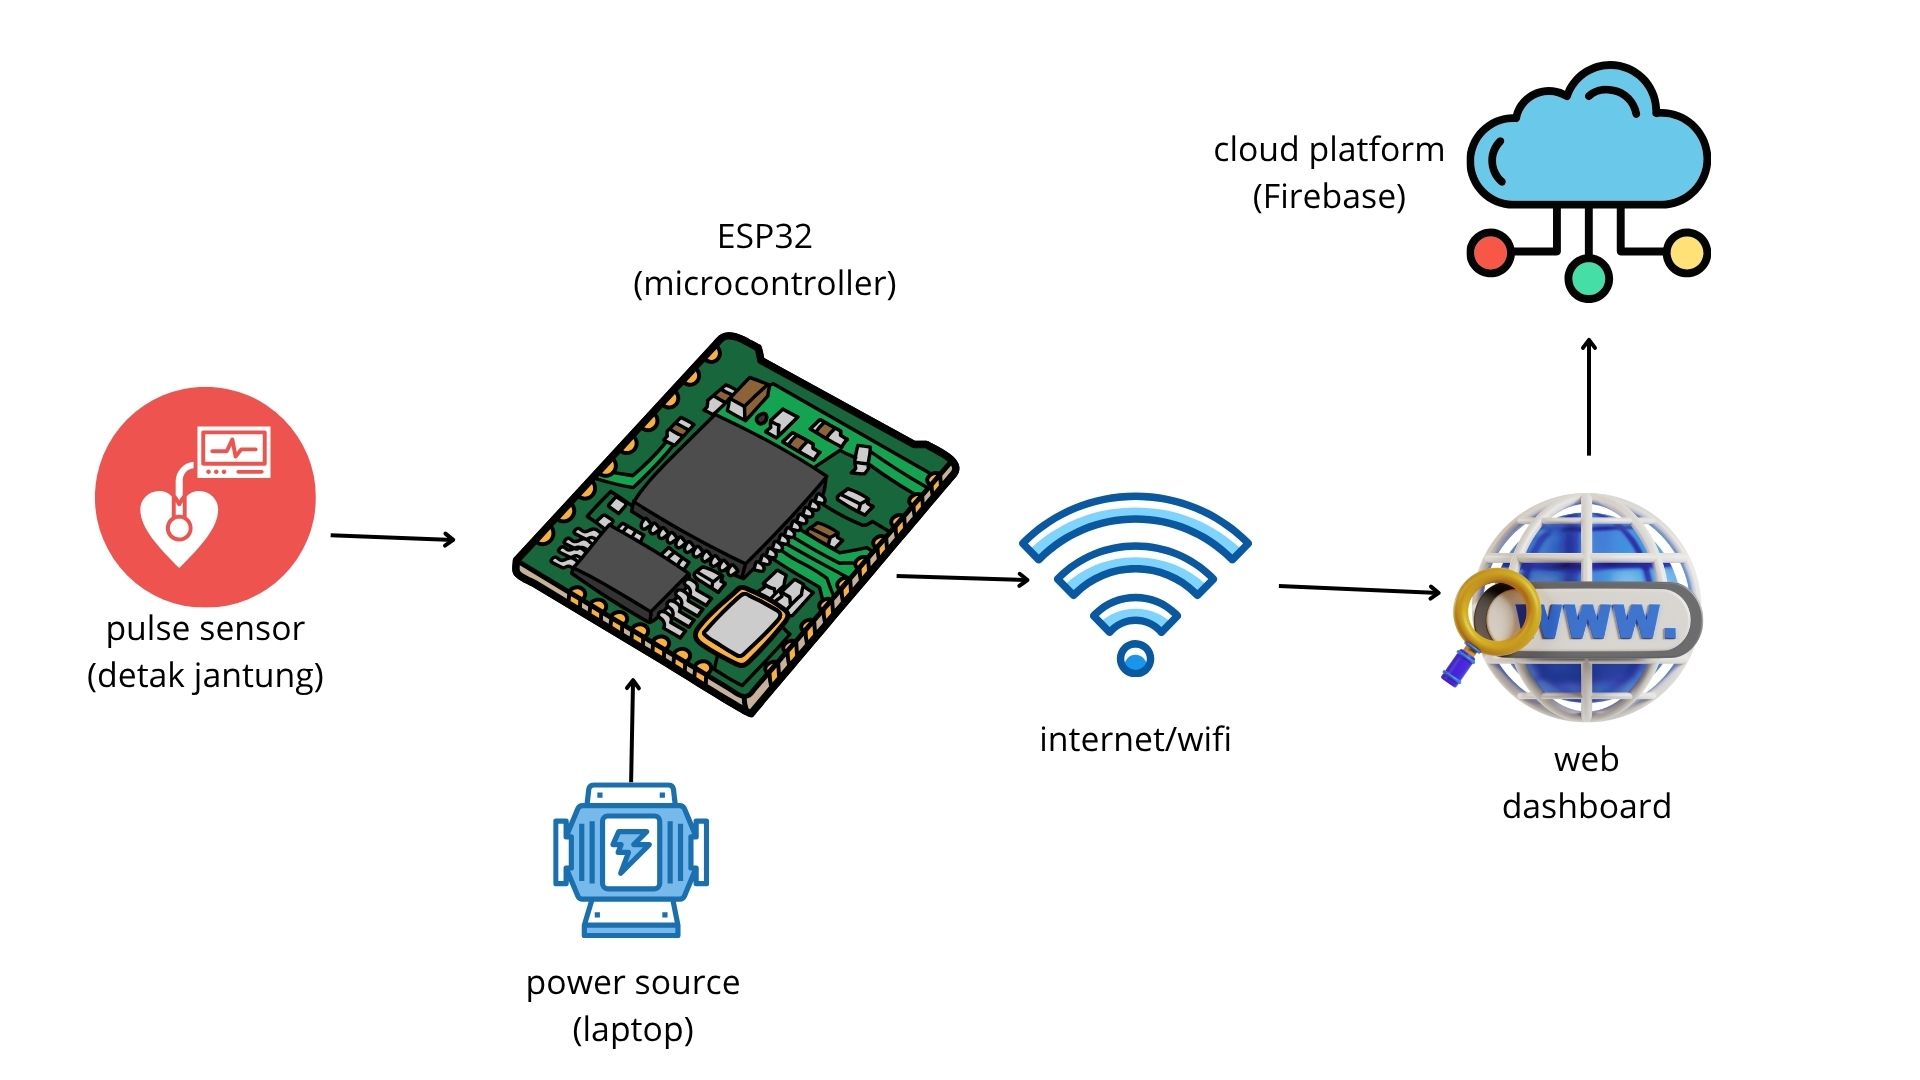 cloud platform
(Firebase)
ESP32
(microcontroller)
pulse sensor
(detak jantung)
internet/wifi
www.
web
dashboard
power source
(laptop)